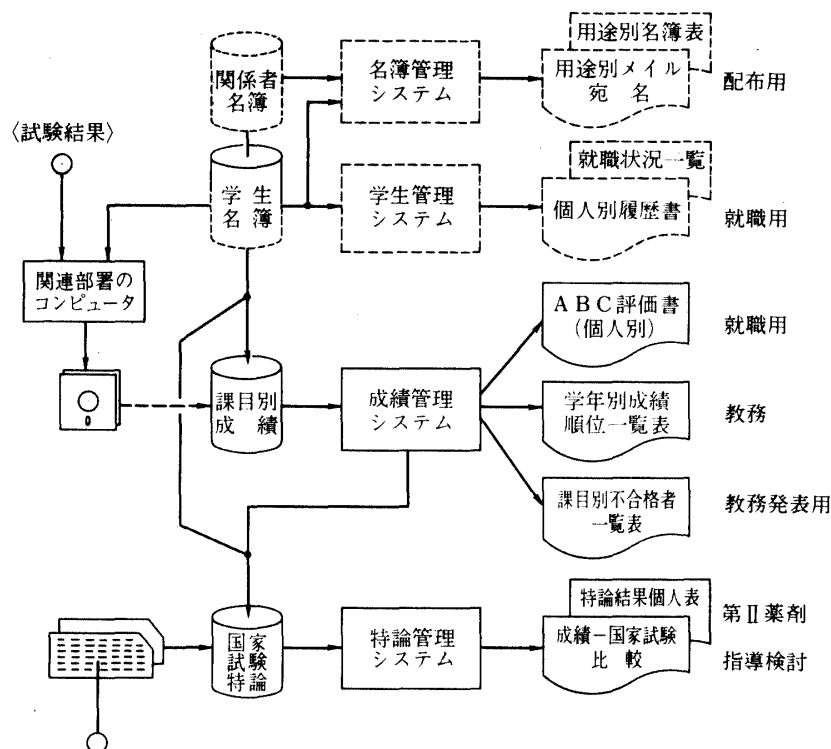 用途別名簿表
関係者
名簿
名簿管理
システム
用途別メイル
宛名
配布用
〈試験結果〉
就職状況一覧
学生
名簿
学生管理
システム
個人別履歴書
就職用
関連部署の
コンピュータ
ABC評価書
(個人別)
就職用
課目別
成績
成績管理
システム
学年別成績
順位一覧表
教務
課目別不合格者
一覧表
教務発表用
特論結果個人表
第Ⅱ薬剤
国家
試験
特論
特論管理
システム
成績-国家試験
比較
指導検討